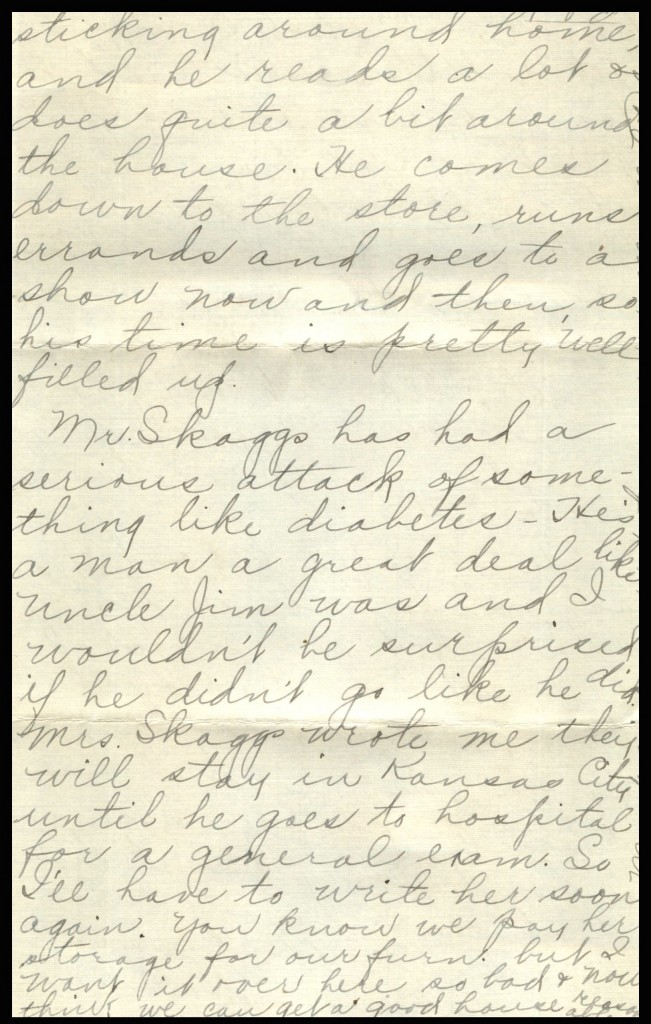 sticking around home,
and he reads a lot &
does quite a bit around
the house. He comes
down to the store, runs
errands and goes to a
show now and then, so
his time is pretty well
filled up.
Mr. Skaggs has had a
serious attack of some-
thing like diabetes - He's
a man a great deal like
Uncle Jim was and I
wouldn't be surprised
if he didn't go like he did.
Mrs. Skaggs wrote me they
will stay in Kansas City
until he goes to hospital
for a general exam. So
I'll have to write her soon
again. You know we pay her
storage for our furn. but I
want it over here so bad & now
think we can get a good house